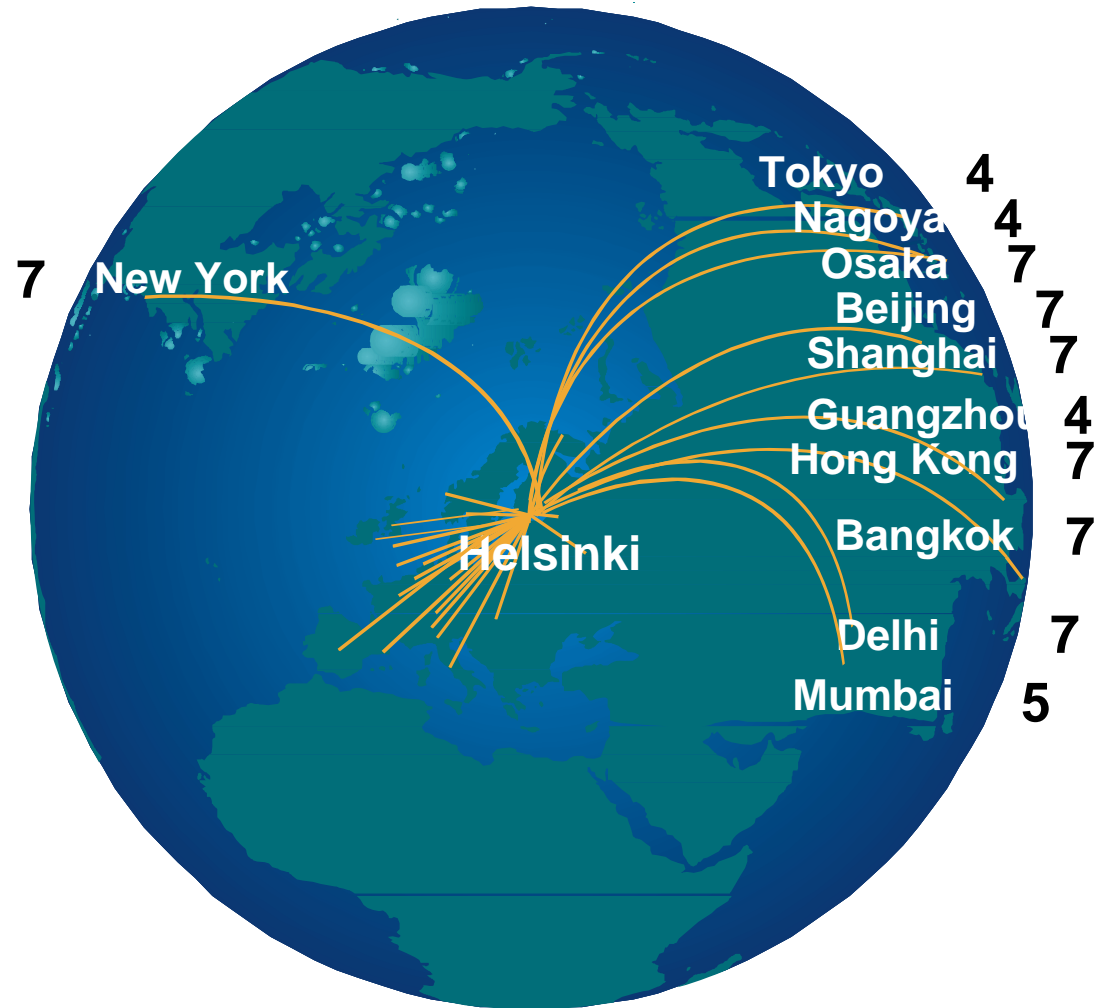 Tokyo 4
Nagoya 4
Osaka 7
7 New York
Beijing 7
Shanghai 7
Guangzhou 4
Hong Kong 7
Bangkok 7
Helsinki
Delhi 7
Mumbai 5